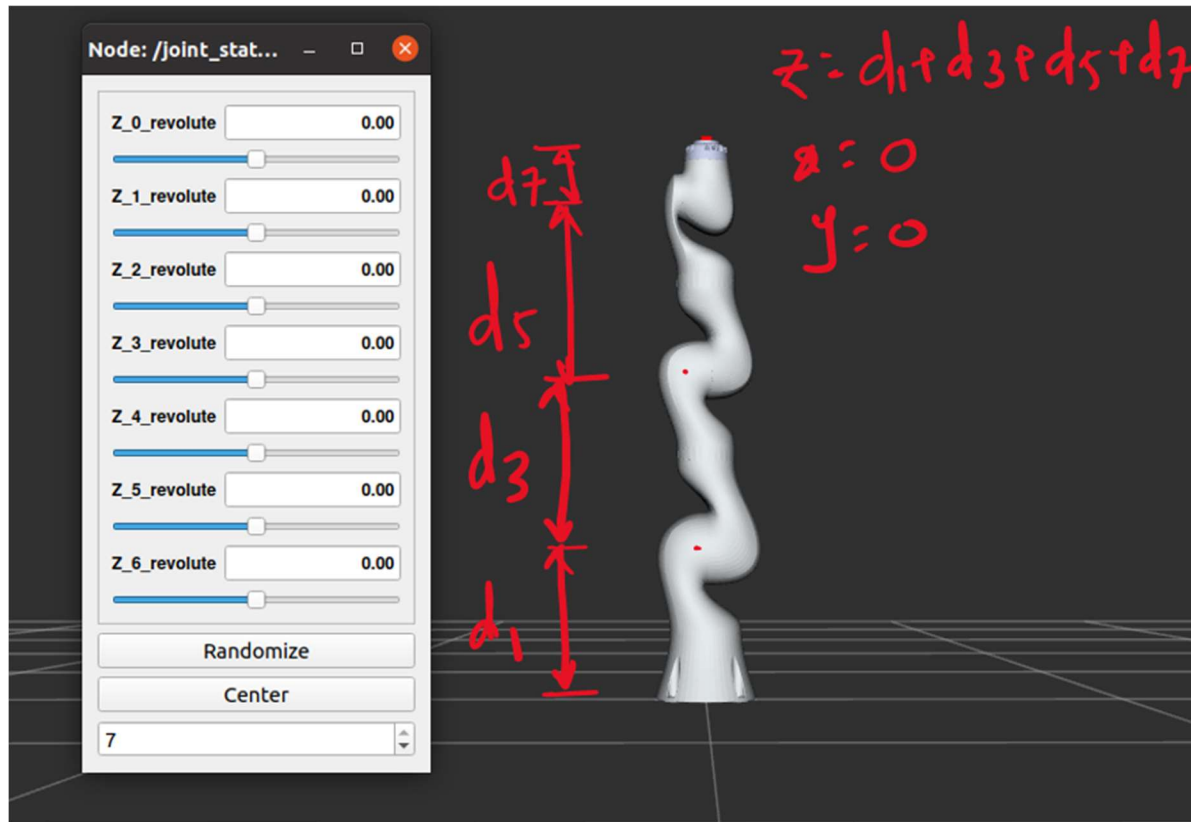 Node: /joint_stat...
Z_0_revolute 0.00
Z_1_revolute 0.00
Z_2_revolute 0.00
Z_3_revolute 0.00
Z_4_revolute 0.00
Z_5_revolute 0.00
Z_6_revolute 0.00
Randomize
Center
7
d7
d5
d3
d1
z = d1+d3+d5+d7
x = 0
y = 0